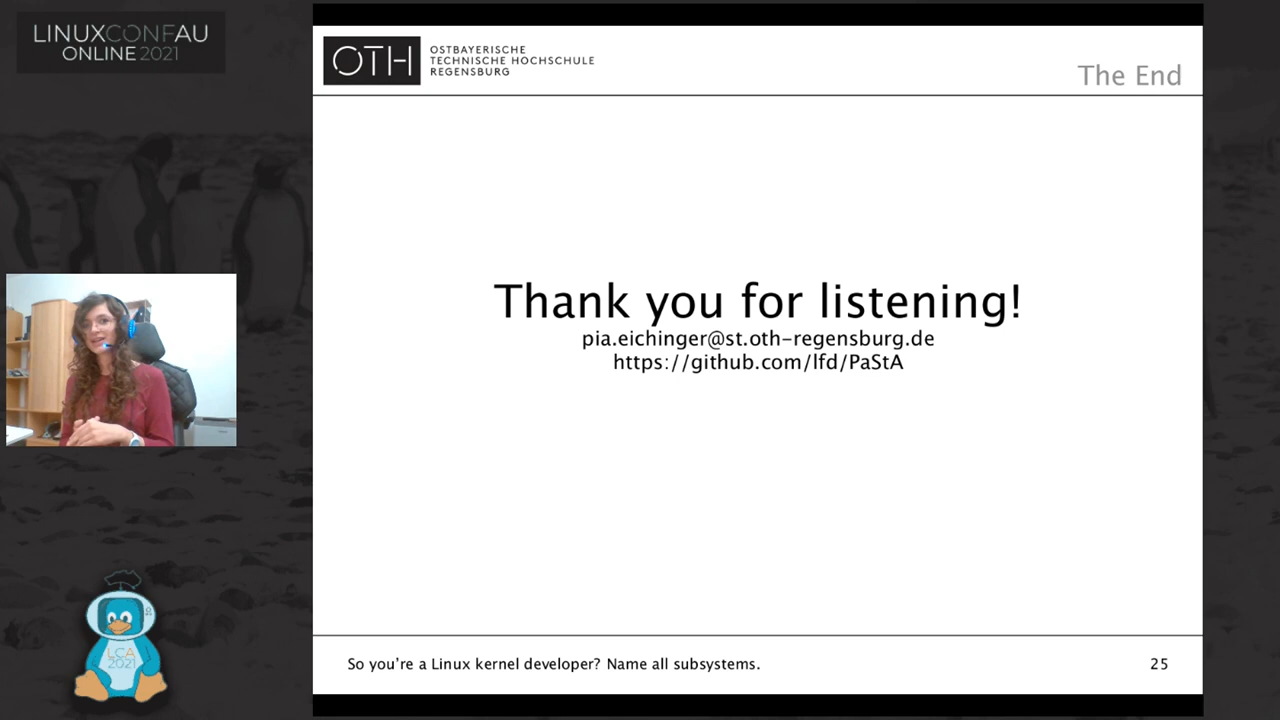 LINUXCONFAU
ONLINE 2021
OTH
OSTBAYERISCHE
TECHNISCHE HOCHSCHULE
REGENSBURG
The End
Thank you for listening!
pia.eichinger@st.oth-regensburg.de
https://github.com/lfd/PaStA
LCA
2021
So you're a Linux kernel developer? Name all subsystems.
25